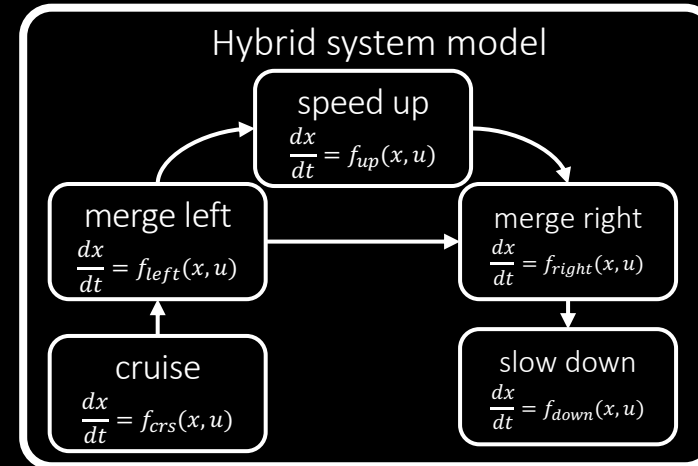 Hybrid system model
speed up
dx/dt = f_up(x, u)
merge left
dx/dt = f_left(x, u)
merge right
dx/dt = f_right(x, u)
cruise
dx/dt = f_crs(x, u)
slow down
dx/dt = f_down(x, u)